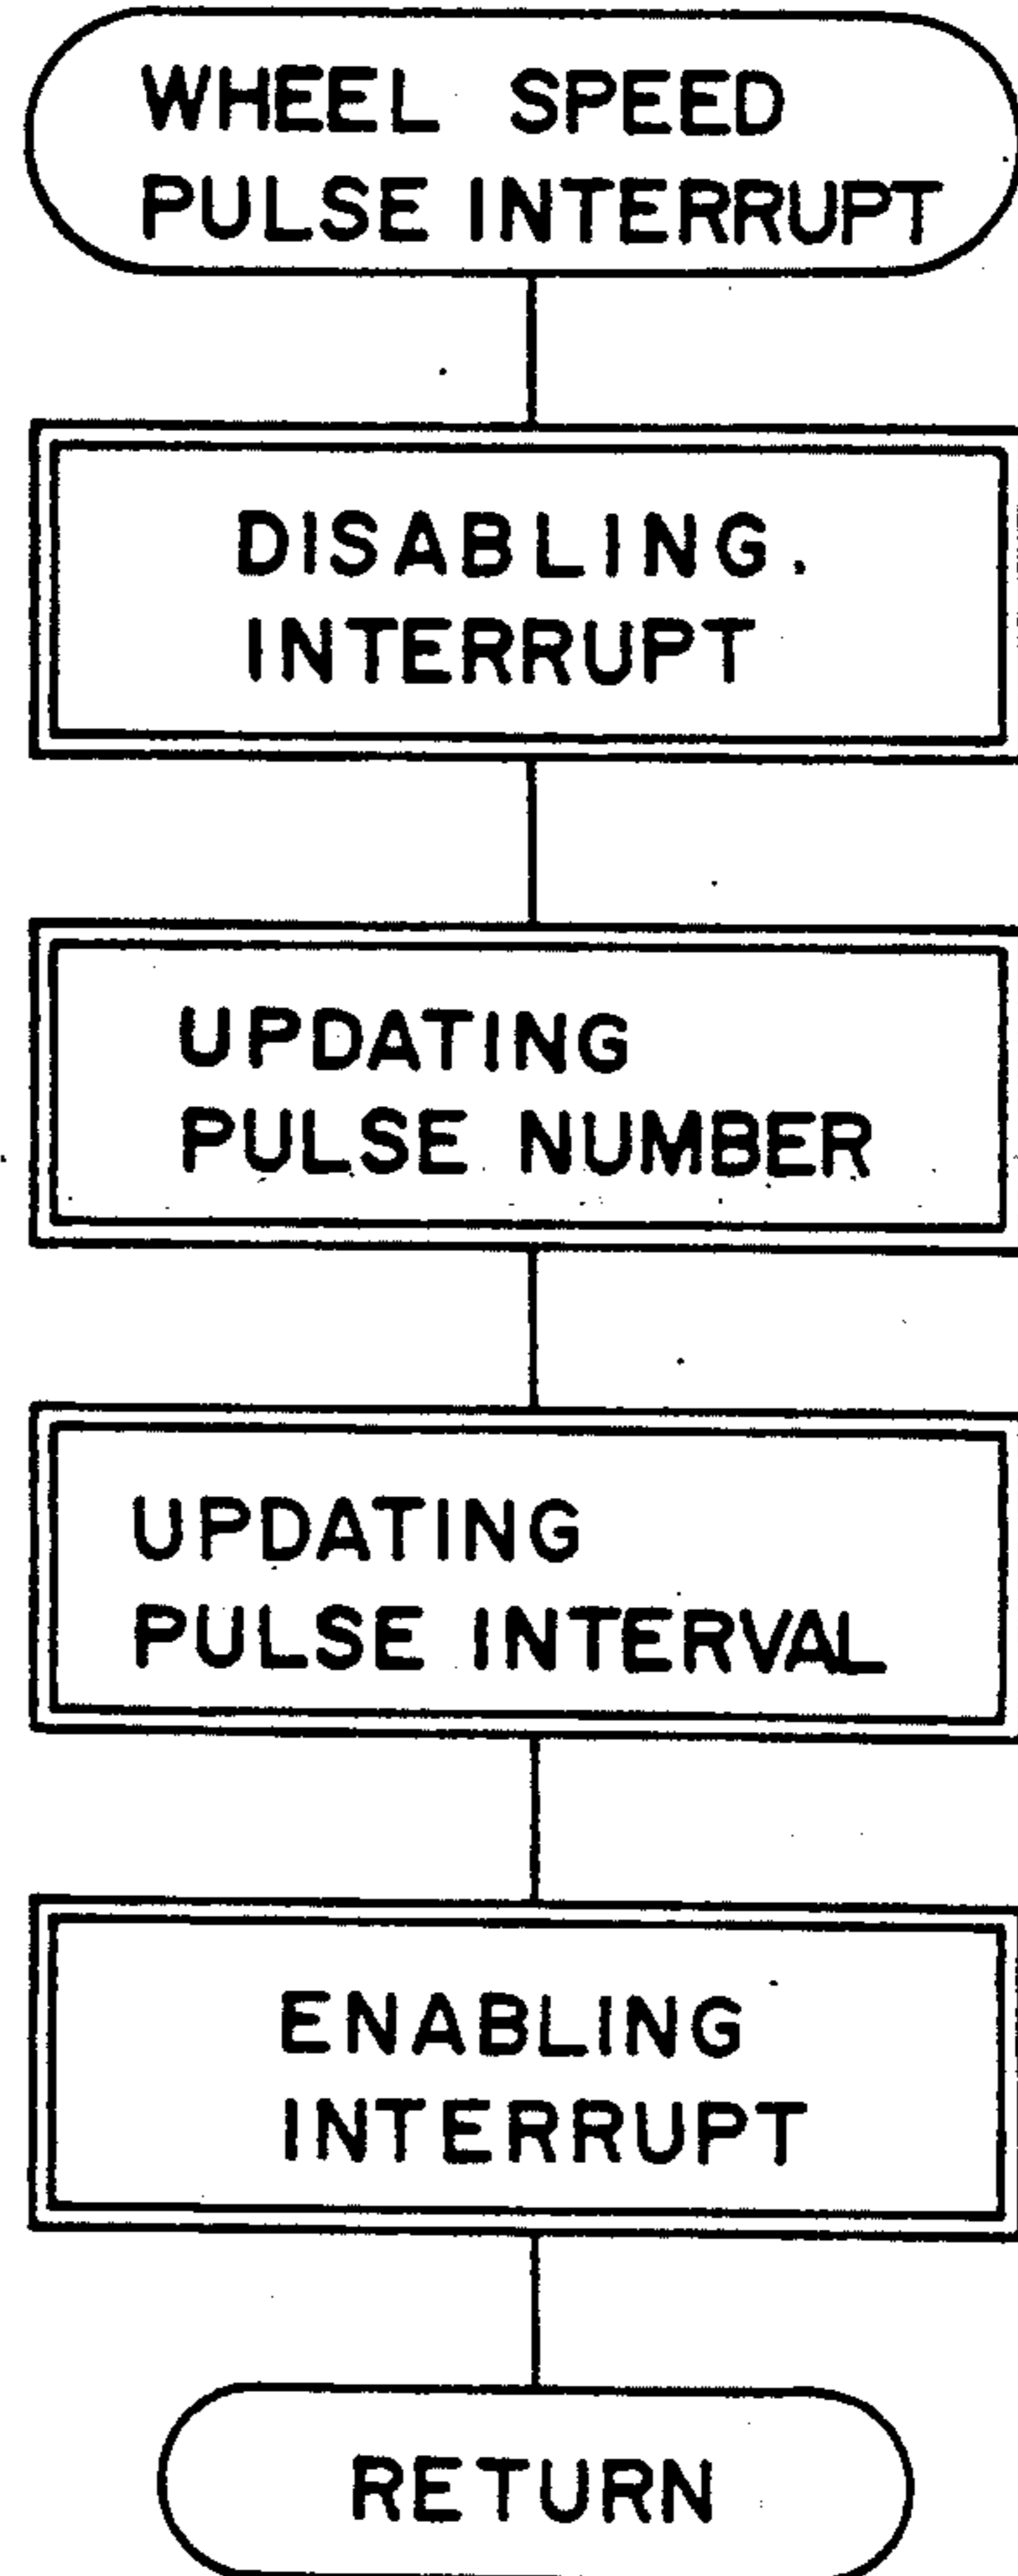 WHEEL SPEED
PULSE INTERRUPT
DISABLING.
INTERRUPT
UPDATING
PULSE NUMBER
UPDATING
PULSE INTERVAL
ENABLING
INTERRUPT
RETURN